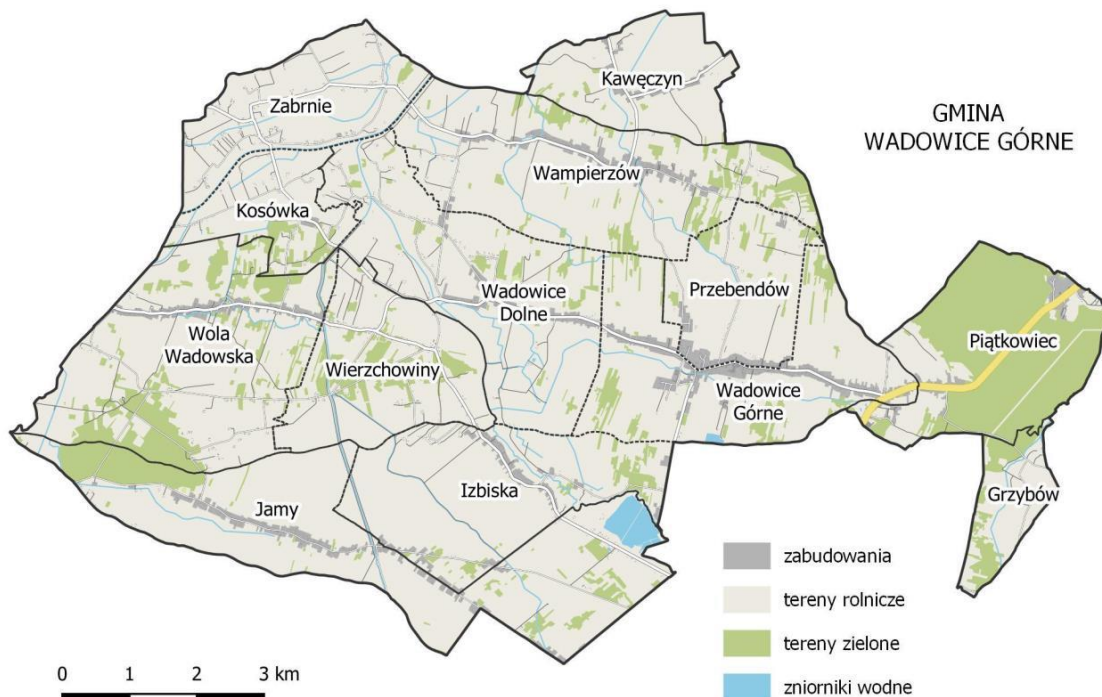 GMINA
WADOWICE GÓRNE
Kawęczyn
Zabrnie
Wampierzów
Kosówka
Wadowice
Dolne
Przebendów
Piątkowiec
Wola
Wadowska
Wierzchowiny
Wadowice
Górne
Izbiska
Grzybów
Jamy
zabudowania
tereny rolnicze
tereny zielone
zniorniki wodne
0 1 2 3 km